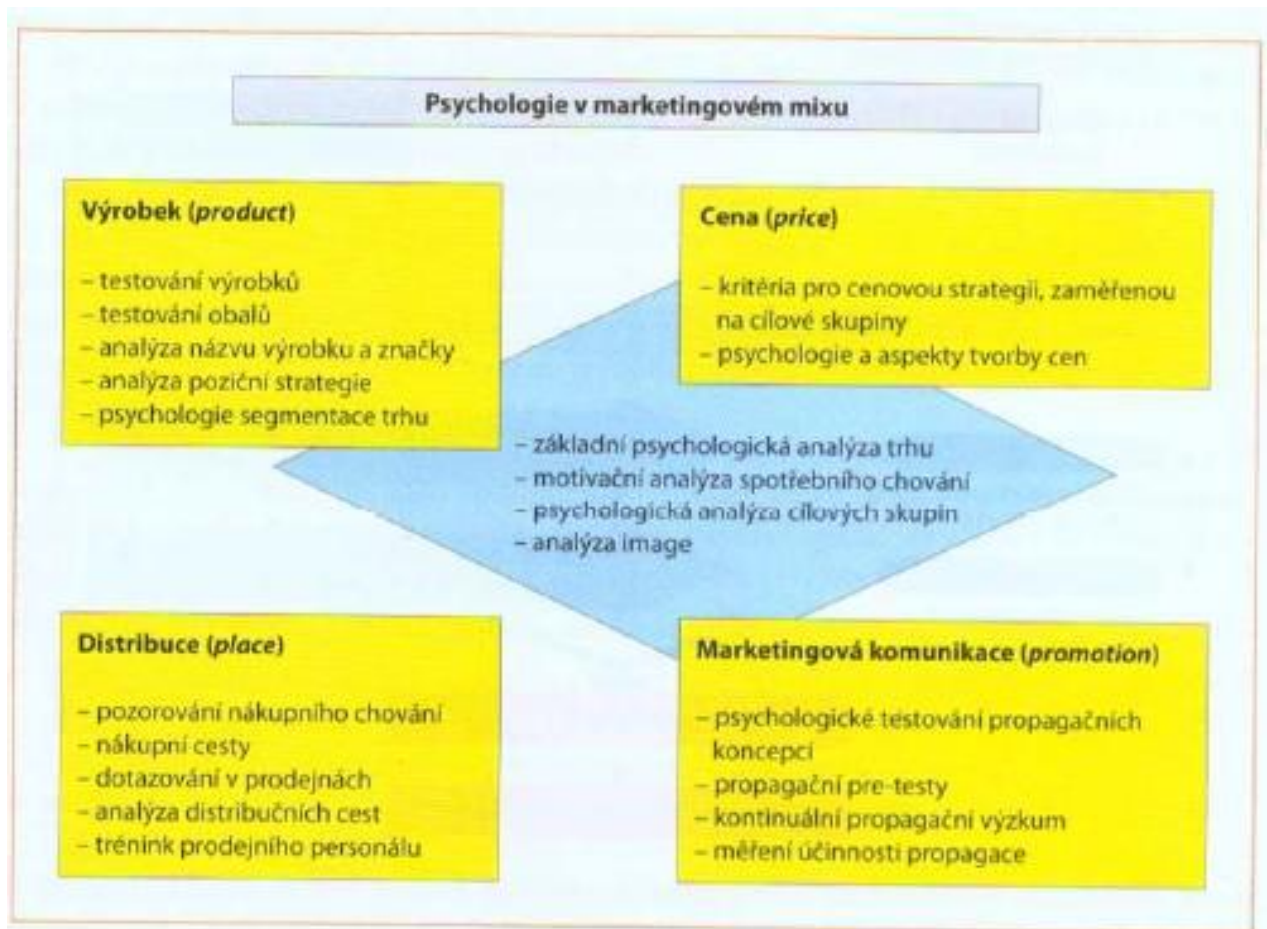 Psychologie v marketingovém mixu
Výrobek (product)
– testování výrobků
– testování obalů
– analýza názvu výrobku a značky
– analýza poziční strategie
– psychologie segmentace trhu
Cena (price)
– kritéria pro cenovou strategii, zaměřenou
na cílové skupiny
– psychologie a aspekty tvorby cen
– základní psychologická analýza trhu
– motivační analýza spotřebního chování
– psychologická analýza cílových skupin
– analýza image
Distribuce (place)
– pozorování nákupního chování
– nákupní cesty
– dotazování v prodejnách
– analýza distribučních cest
– trénink prodejního personálu
Marketingová komunikace (promotion)
– psychologické testování propagačních
koncepcí
– propagační pre-testy
– kontinuální propagační výzkum
– měření účinnosti propagace